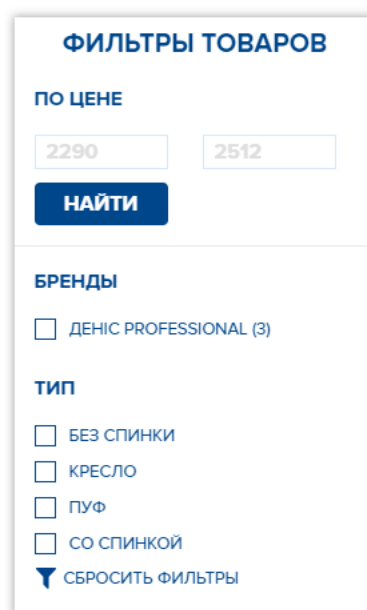 ФИЛЬТРЫ ТОВАРОВ
ПО ЦЕНЕ
2290 2512
НАЙТИ
БРЕНДЫ
ДЕНІС PROFESSIONAL (3)
ТИП
БЕЗ СПИНКИ
КРЕСЛО
ПУФ
СО СПИНКОЙ
СБРОСИТЬ ФИЛЬТРЫ